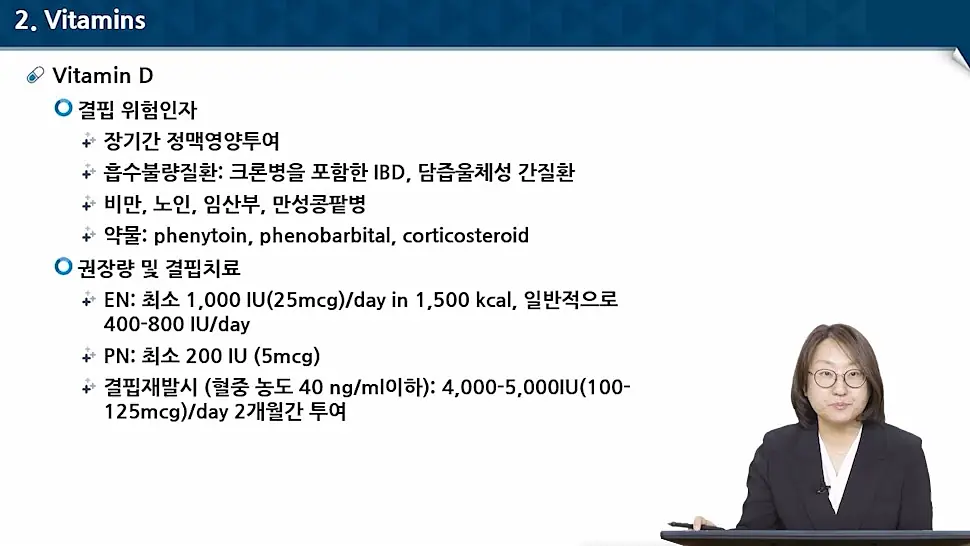 2. Vitamins
Vitamin D
결핍 위험인자
장기간 정맥영양투여
흡수불량질환: 크론병을 포함한 IBD, 담즙울체성 간질환
비만, 노인, 임산부, 만성콩팥병
약물: phenytoin, phenobarbital, corticosteroid
권장량 및 결핍치료
EN: 최소 1,000 IU(25mcg)/day in 1,500 kcal, 일반적으로
400-800 IU/day
PN: 최소 200 IU (5mcg)
결핍재발시 (혈중 농도 40 ng/ml이하): 4,000-5,000IU(100-
125mcg)/day 2개월간 투여